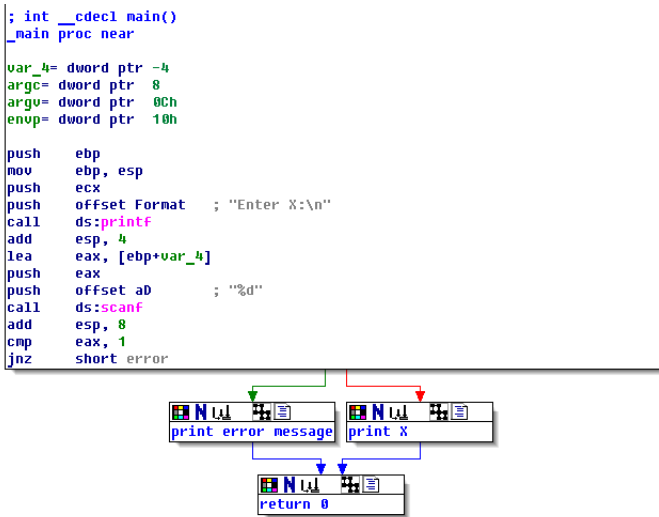 ; int __cdecl main()
_main proc near
var_4= dword ptr -4
argc= dword ptr  8
argv= dword ptr  0Ch
envp= dword ptr  10h
push    ebp
mov     ebp, esp
push    ecx
push    offset Format   ; "Enter X:\n"
call    ds:printf
add     esp, 4
lea     eax, [ebp+var_4]
push    eax
push    offset aD       ; "%d"
call    ds:scanf
add     esp, 8
cmp     eax, 1
jnz     short error
print error message
print X
return 0